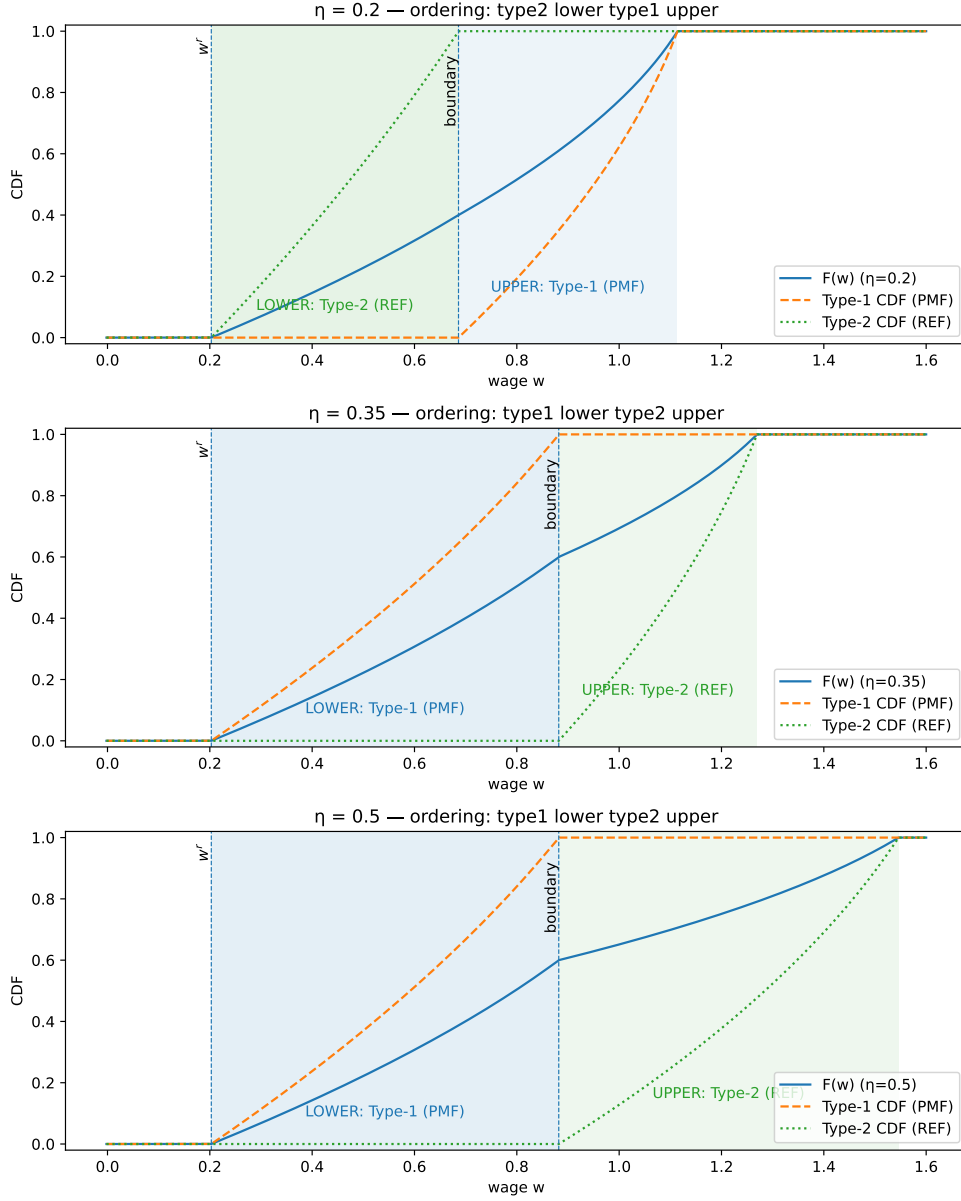 η = 0.2 — ordering: type2 lower type1 upper
1.0
0.8
0.6
0.4
0.2
0.0
CDF
wʳ
boundary
LOWER: Type-2 (REF)
UPPER: Type-1 (PMF)
F(w) (η=0.2)
Type-1 CDF (PMF)
Type-2 CDF (REF)
0.0 0.2 0.4 0.6 0.8 1.0 1.2 1.4 1.6
wage w
η = 0.35 — ordering: type1 lower type2 upper
1.0
0.8
0.6
0.4
0.2
0.0
CDF
wʳ
boundary
UPPER: Type-2 (REF)
LOWER: Type-1 (PMF)
F(w) (η=0.35)
Type-1 CDF (PMF)
Type-2 CDF (REF)
0.0 0.2 0.4 0.6 0.8 1.0 1.2 1.4 1.6
wage w
η = 0.5 — ordering: type1 lower type2 upper
1.0
0.8
0.6
0.4
0.2
0.0
CDF
wʳ
boundary
UPPER: Type-2 (REF)
LOWER: Type-1 (PMF)
F(w) (η=0.5)
Type-1 CDF (PMF)
Type-2 CDF (REF)
0.0 0.2 0.4 0.6 0.8 1.0 1.2 1.4 1.6
wage w